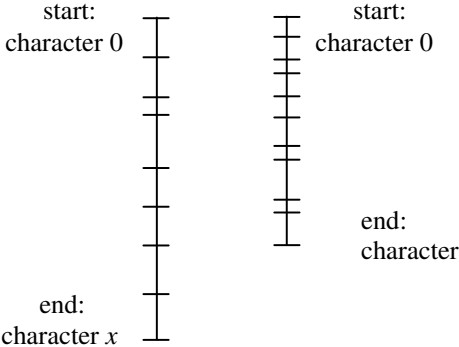 start:
character 0
start:
character 0
end:
character
end:
character x